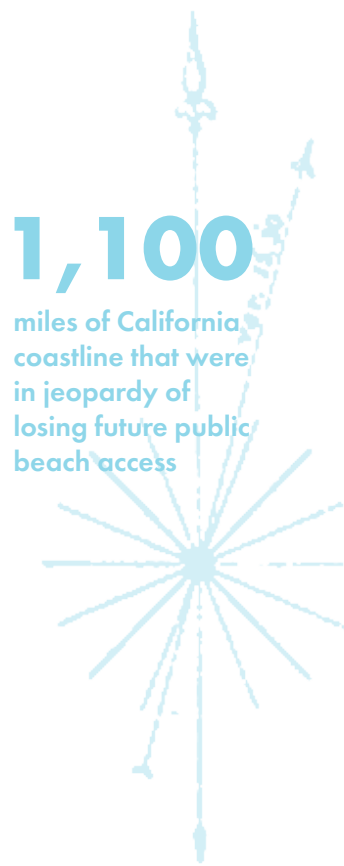 1,100
miles of California
coastline that were
in jeopardy of
losing future public
beach access